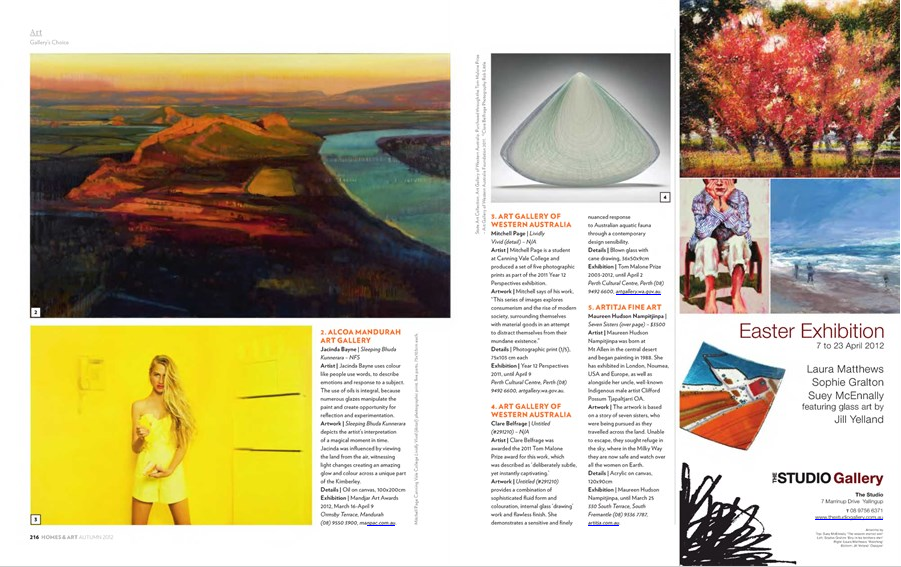 Art
Gallery's Choice
2
3
2. ALCOA MANDURAH
ART GALLERY
Jacinda Bayne | Sleeping Bhuda
Kunnerara – NFS
Artist | Jacinda Bayne uses colour
like people use words, to describe
emotions and response to a subject.
The use of oils is integral, because
numerous glazes manipulate the
paint and create opportunity for
reflection and experimentation.
Artwork | Sleeping Bhuda Kunnerara
depicts the artist's interpretation
of a magical moment in time.
Jacinda was influenced by viewing
the land from the air, witnessing
light changes creating an amazing
glow and colour across a unique part
of the Kimberley.
Details | Oil on canvas, 100x200cm
Exhibition | Mandjar Art Awards
2012, March 16-April 9
Ormsby Terrace, Mandurah
(08) 9550 3900, manpac.com.au.
4
3. ART GALLERY OF
WESTERN AUSTRALIA
Mitchell Page | Lividly
Vivid (detail) – N/A
Artist | Mitchell Page is a student
at Canning Vale College and
produced a set of five photographic
prints as part of the 2011 Year 12
Perspectives exhibition.
Artwork | Mitchell says of his work,
"This series of images explores
consumerism and the rise of modern
society, surrounding themselves
with material goods in an attempt
to distract themselves from their
mundane existence."
Details | Photographic print (1/5),
75x103 cm each
Exhibition | Year 12 Perspectives
2011, until April 9
Perth Cultural Centre, Perth (08)
9492 6600, artgallery.wa.gov.au.
4. ART GALLERY OF
WESTERN AUSTRALIA
Clare Belfrage | Untitled
(#291210) – N/A
Artist | Clare Belfrage was
awarded the 2011 Tom Malone
Prize award for this work, which
was described as 'deliberately subtle,
yet instantly captivating.'
Artwork | Untitled (#291210)
provides a combination of
sophisticated fluid form and
colouration, internal glass 'drawing'
work and flawless finish. She
demonstrates a sensitive and finely
nuanced response
to Australian aquatic fauna
through a contemporary
design sensibility.
Details | Blown glass with
cane drawing, 36x50x9cm
Exhibition | Tom Malone Prize
2003-2012, until April 2
Perth Cultural Centre, Perth (08)
9492 6600, artgallery.wa.gov.au.
5. ARTITJA FINE ART
Maureen Hudson Nampitjinpa |
Seven Sisters (over page) – $3500
Artist | Maureen Hudson
Nampitjinpa was born at
Mt Allen in the central desert
and began painting in 1988. She
has exhibited in London, Noumea,
USA and Europe, as well as
alongside her uncle, well-known
Indigenous male artist Clifford
Possum Tjapaltjarri OA.
Artwork | The artwork is based
on a story of seven sisters, who
were being pursued as they
travelled across the land. Unable
to escape, they sought refuge in
the sky, where in the Milky Way
they are now safe and watch over
all the women on Earth.
Details | Acrylic on canvas,
120x90cm
Exhibition | Maureen Hudson
Nampitjinpa, until March 25
330 South Terrace, South
Fremantle (08) 9336 7787,
artitja.com.au.
Easter Exhibition
7 to 23 April 2012
Laura Matthews
Sophie Gralton
Suey McEnnally
featuring glass art by
Jill Yelland
THE STUDIO Gallery
The Studio
7 Marrinup Drive Yallingup
T 08 9756 6371
www.thestudiogallery.com.au
216 HOMES & ART AUTUMN 2012